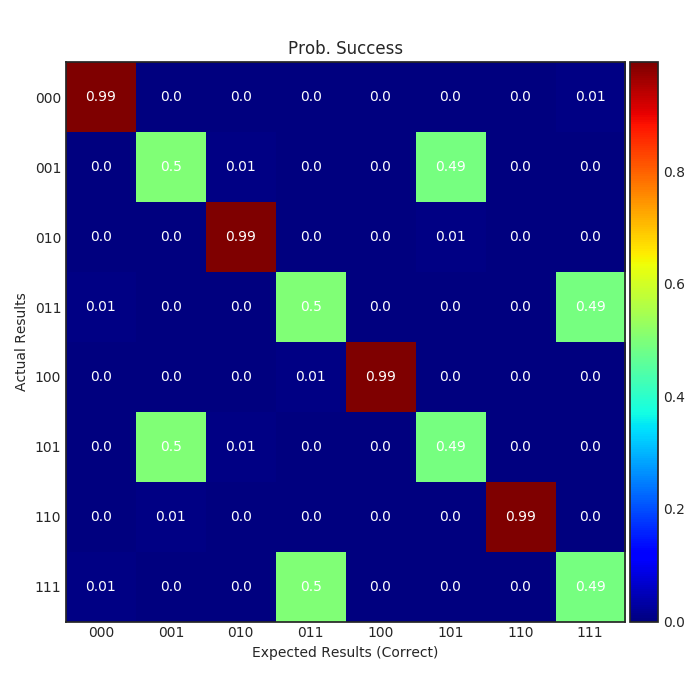 Prob. Success
000 0.99 0.0 0.0 0.0 0.0 0.0 0.0 0.01
001 0.0 0.5 0.01 0.0 0.0 0.49 0.0 0.0
010 0.0 0.0 0.99 0.0 0.0 0.01 0.0 0.0
011 0.01 0.0 0.0 0.5 0.0 0.0 0.0 0.49
100 0.0 0.0 0.0 0.01 0.99 0.0 0.0 0.0
101 0.0 0.5 0.01 0.0 0.0 0.49 0.0 0.0
110 0.0 0.01 0.0 0.0 0.0 0.0 0.99 0.0
111 0.01 0.0 0.0 0.5 0.0 0.0 0.0 0.49
000 001 010 011 100 101 110 111
Expected Results (Correct)
Actual Results
0.8
0.6
0.4
0.2
0.0